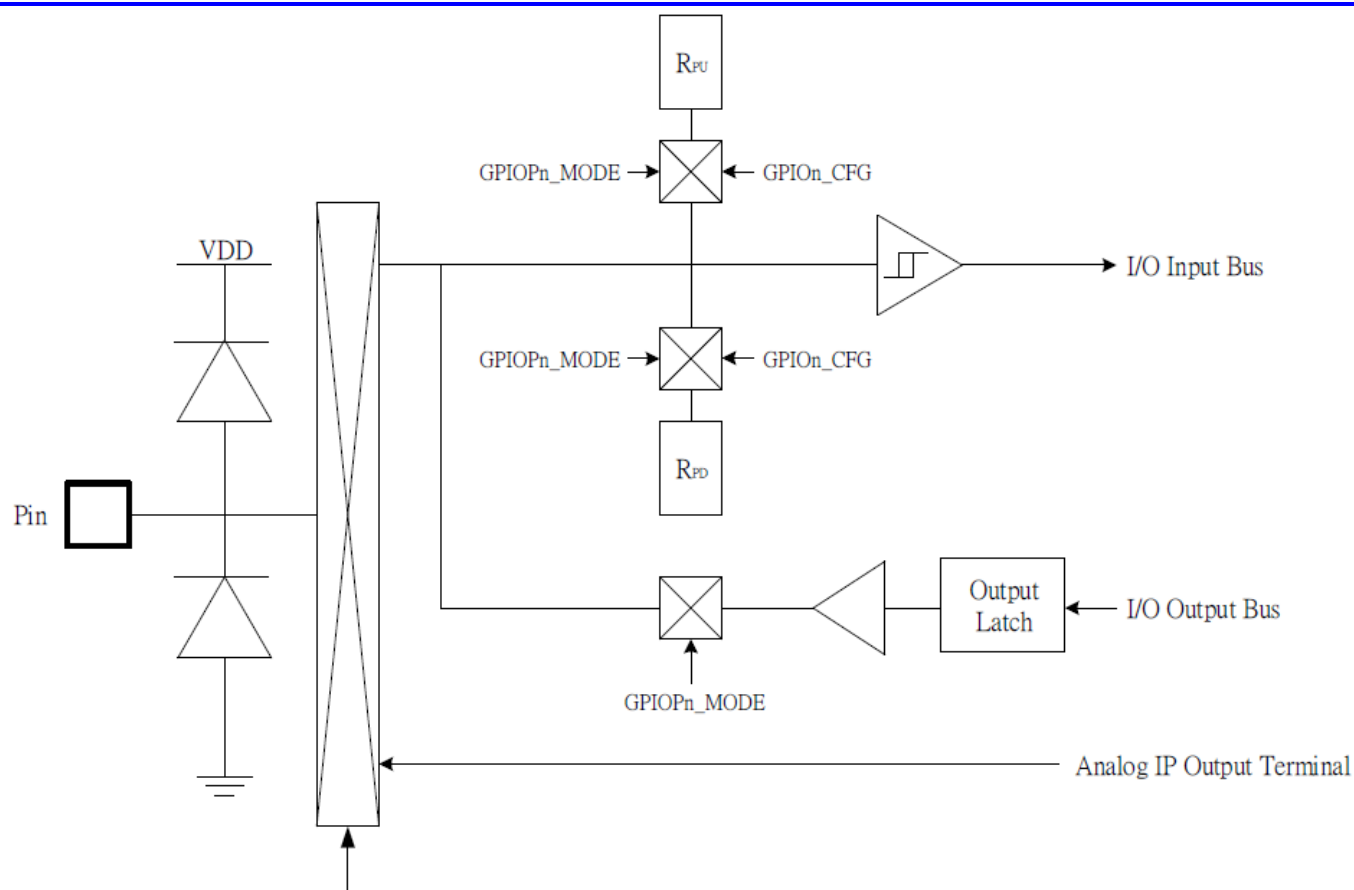 RPU
GPIOPn_MODE
GPIOn_CFG
VDD
I/O Input Bus
GPIOPn_MODE
GPIOn_CFG
RPD
Pin
Output
Latch
I/O Output Bus
GPIOPn_MODE
Analog IP Output Terminal